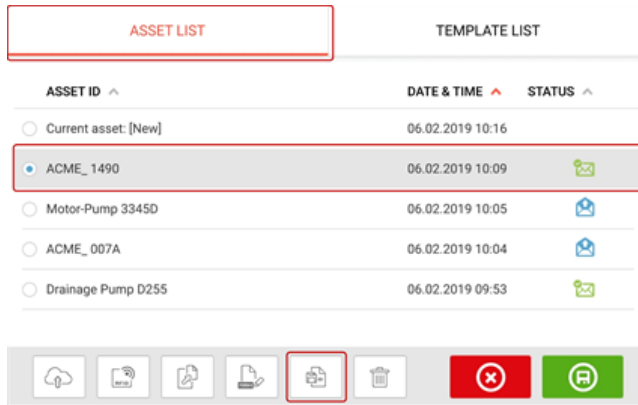 ASSET LIST TEMPLATE LIST
ASSET ID DATE & TIME STATUS
Current asset: [New] 06.02.2019 10:16
ACME_ 1490 06.02.2019 10:09
Motor-Pump 3345D 06.02.2019 10:05
ACME_ 007A 06.02.2019 10:04
Drainage Pump D255 06.02.2019 09:53